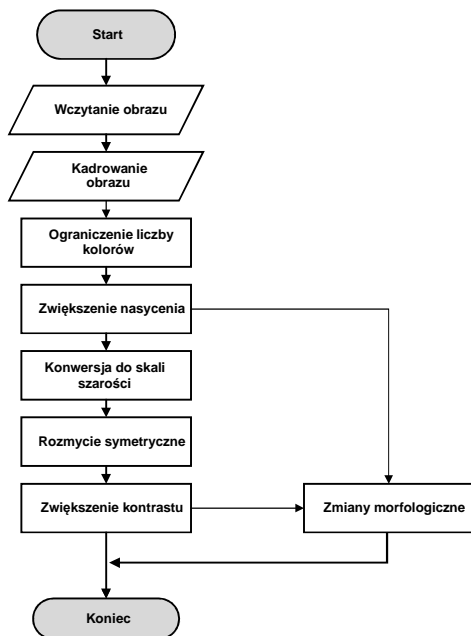 Start
Wczytanie obrazu
Kadrowanie
obrazu
Ograniczenie liczby
kolorów
Zwiększenie nasycenia
Konwersja do skali
szarości
Rozmycie symetryczne
Zwiększenie kontrastu
Zmiany morfologiczne
Koniec